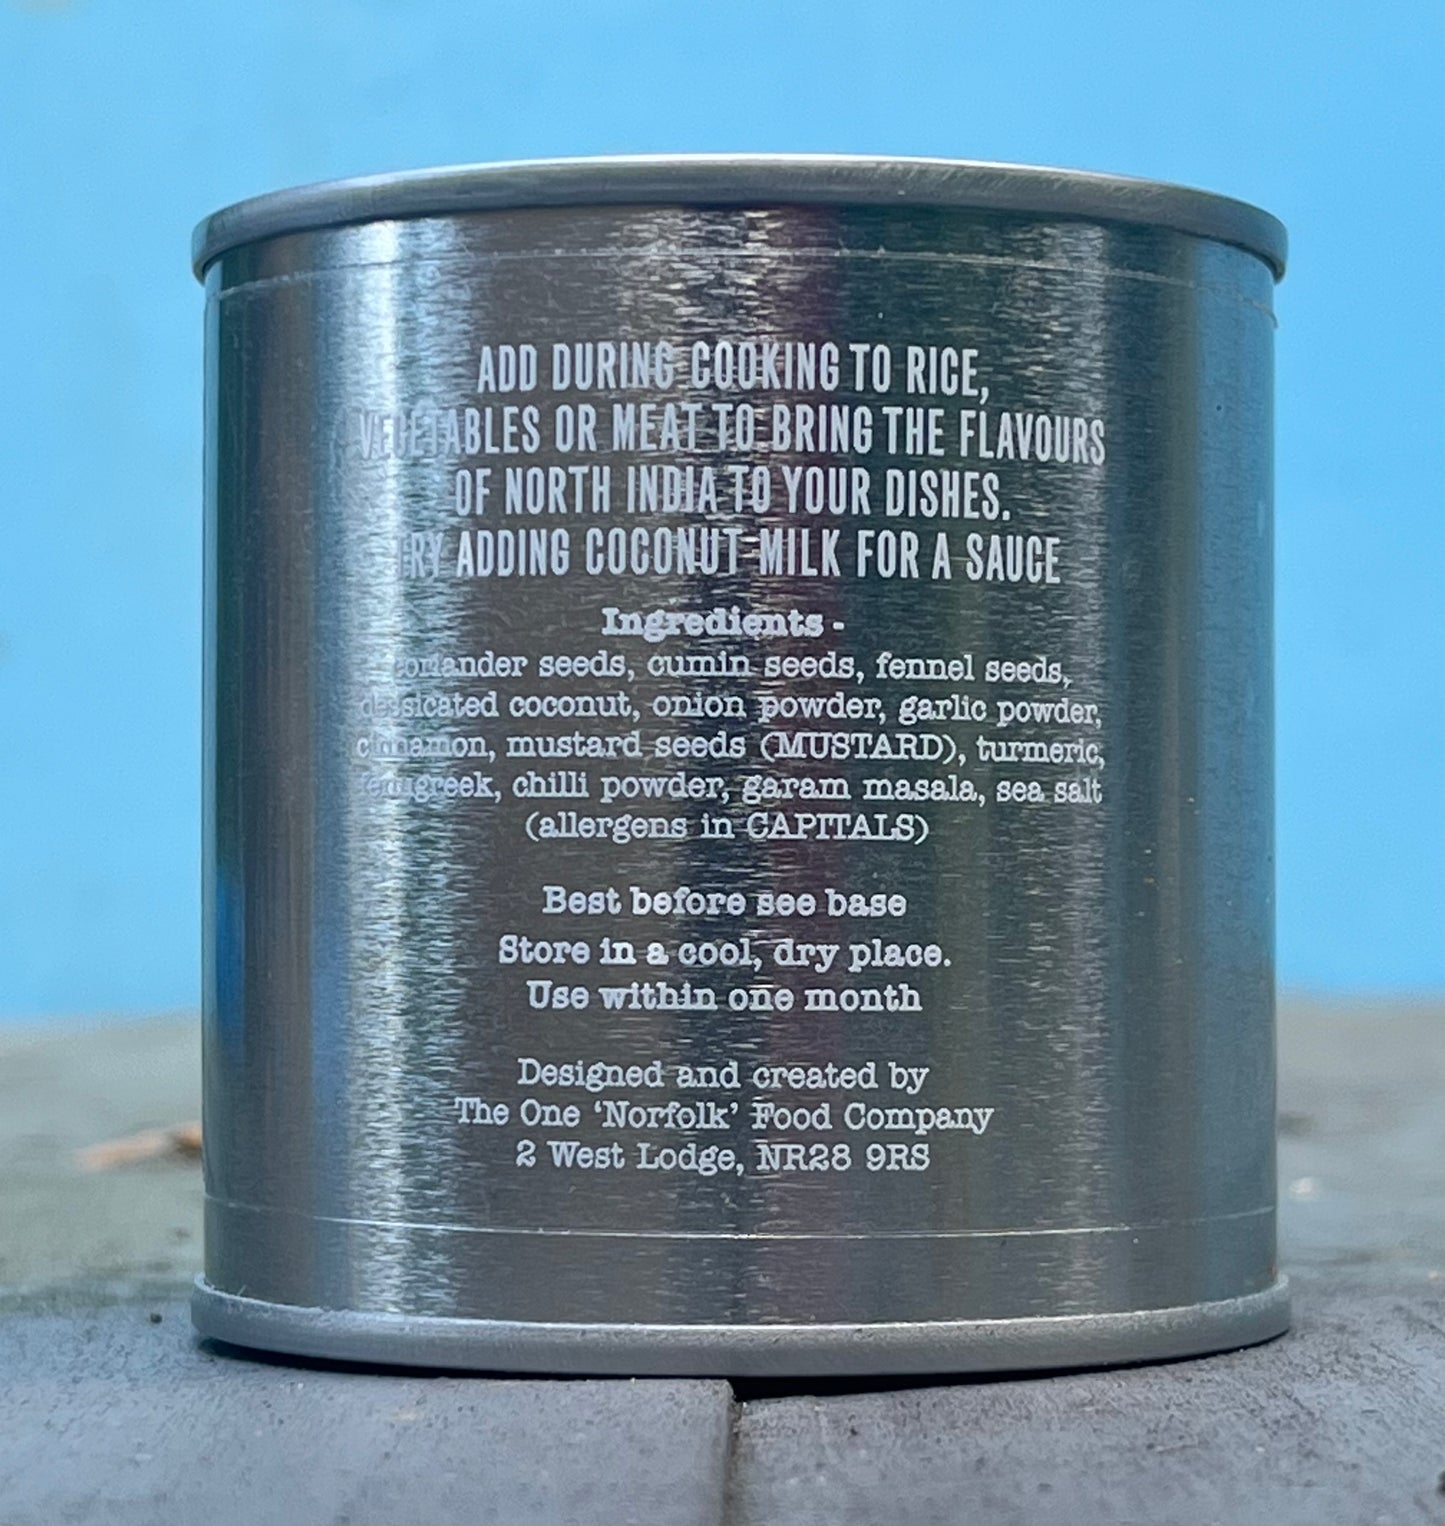 ADD DURING COOKING TO RICE,
VEGETABLES OR MEAT TO BRING THE FLAVOURS
OF NORTH INDIA TO YOUR DISHES.
TRY ADDING COCONUT MILK FOR A SAUCE
Ingredients -
coriander seeds, cumin seeds, fennel seeds,
dessicated coconut, onion powder, garlic powder,
cinnamon, mustard seeds (MUSTARD), turmeric,
fenugreek, chilli powder, garam masala, sea salt
(allergens in CAPITALS)
Best before see base
Store in a cool, dry place.
Use within one month
Designed and created by
The One ‘Norfolk’ Food Company
2 West Lodge, NR28 9RS